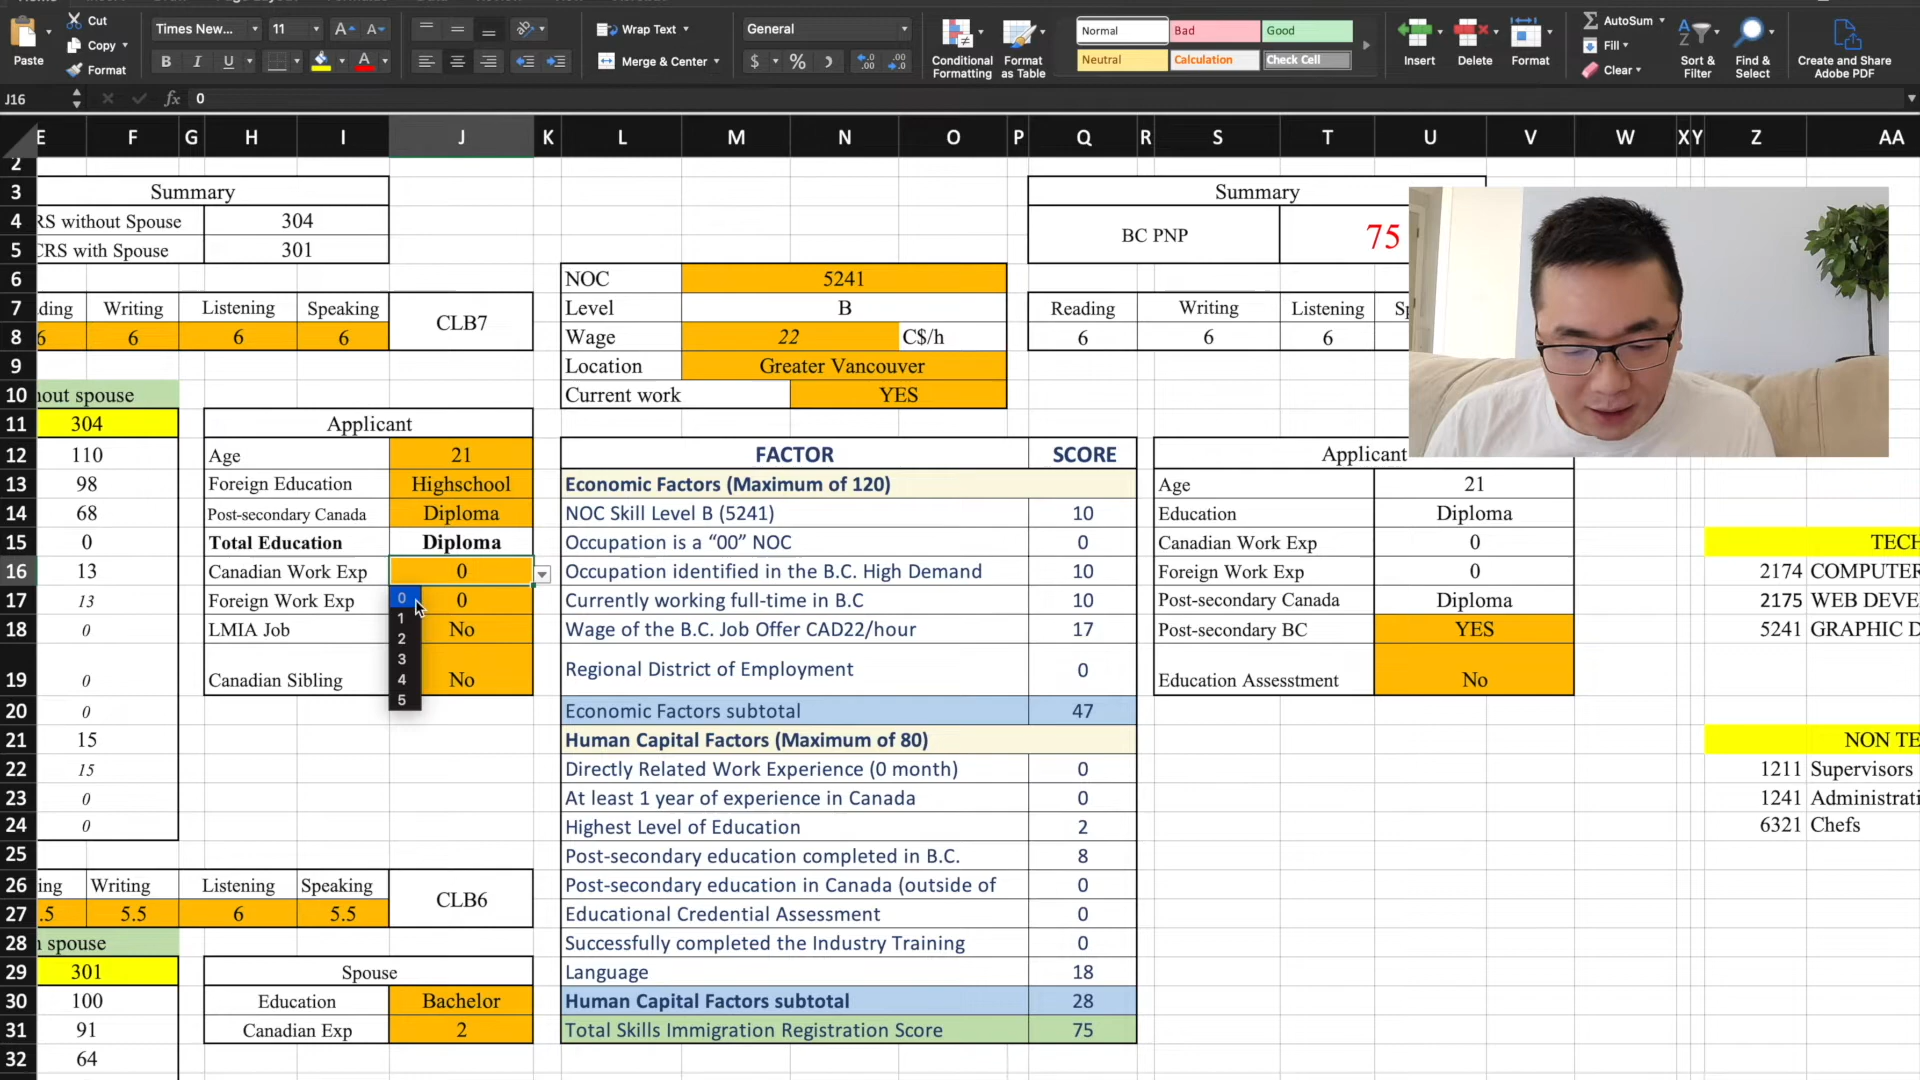 Cut
Copy
Paste
Format
Times New... 11 A A
B I U A
Wrap Text
Merge & Center
General
$ %
Conditional Formatting
Format as Table
Normal Bad Good
Neutral Calculation Check Cell
Insert Delete Format
AutoSum
Fill
Clear
Sort & Filter
Find & Select
Create and Share Adobe PDF
J16 fx 0
E F G H I J K L M N O P Q R S T U V W X Y Z AA
2
3 Summary Summary
4 RS without Spouse 304 BC PNP 75
5 CRS with Spouse 301
6 NOC 5241
7 ding Writing Listening Speaking CLB7 Level B Reading Writing Listening Sp
8 6 6 6 6 Wage 22 C$/h 6 6 6
9 Location Greater Vancouver
10 hout spouse Current work YES
11 304 Applicant
12 110 Age 21 FACTOR SCORE Applicant
13 98 Foreign Education Highschool Economic Factors (Maximum of 120) Age 21
14 68 Post-secondary Canada Diploma NOC Skill Level B (5241) 10 Education Diploma
15 0 Total Education Diploma Occupation is a “00” NOC 0 Canadian Work Exp 0 TECH
16 13 Canadian Work Exp 0 Occupation identified in the B.C. High Demand 10 Foreign Work Exp 0 2174 COMPUTER
17 13 Foreign Work Exp 0 Currently working full-time in B.C 10 Post-secondary Canada Diploma 2175 WEB DEVE
18 0 LMIA Job No Wage of the B.C. Job Offer CAD22/hour 17 Post-secondary BC YES 5241 GRAPHIC D
19 0 Canadian Sibling No Regional District of Employment 0 Education Assesstment No
0
1
2
3
4
5
20 0 Economic Factors subtotal 47
21 15 Human Capital Factors (Maximum of 80) NON TE
22 15 Directly Related Work Experience (0 month) 0 1211 Supervisors
23 0 At least 1 year of experience in Canada 0 1241 Administrati
24 0 Highest Level of Education 2 6321 Chefs
25 Post-secondary education completed in B.C. 8
26 ing Writing Listening Speaking CLB6 Post-secondary education in Canada (outside of 0
27 .5 5.5 6 5.5 Educational Credential Assessment 0
28 n spouse Successfully completed the Industry Training 0
29 301 Spouse Language 18
30 100 Education Bachelor Human Capital Factors subtotal 28
31 91 Canadian Exp 2 Total Skills Immigration Registration Score 75
32 64